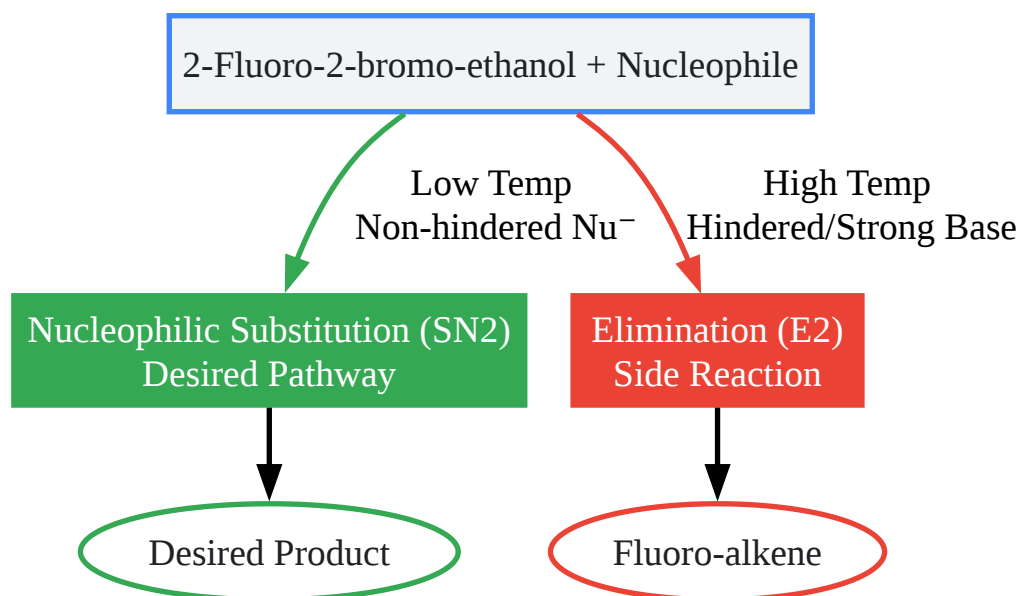 2-Fluoro-2-bromo-ethanol + Nucleophile
Low Temp
Non-hindered Nu⁻
High Temp
Hindered/Strong Base
Nucleophilic Substitution (SN2)
Desired Pathway
Elimination (E2)
Side Reaction
Desired Product
Fluoro-alkene